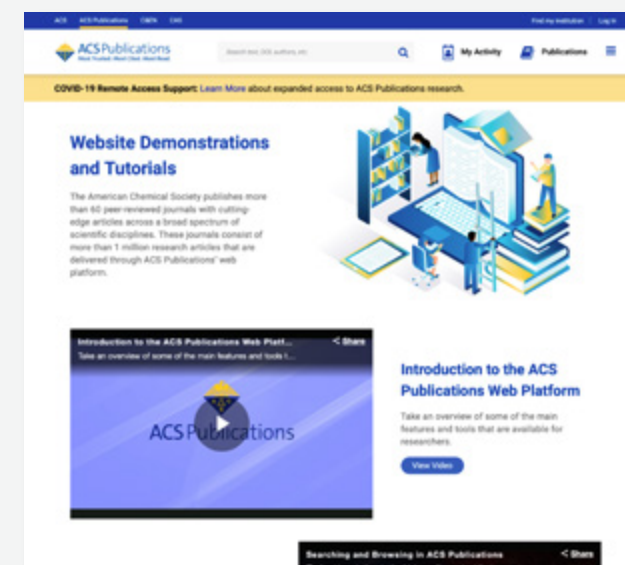 ACS ACS Publications C&EN CAS Find my institution Log In
ACS Publications
Most Trusted. Most Cited. Most Read.
Search text, DOI, authors, etc.
My Activity Publications
COVID-19 Remote Access Support: Learn More about expanded access to ACS Publications research.
Website Demonstrations
and Tutorials
The American Chemical Society publishes more
than 60 peer-reviewed journals with cutting-
edge articles across a broad spectrum of
scientific disciplines. These journals consist of
more than 1 million research articles that are
delivered through ACS Publications' web
platform.
Introduction to the ACS Publications Web Platf... Share
Take an overview of some of the main features and tools t...
ACS Publications
Introduction to the ACS
Publications Web Platform
Take an overview of some of the main
features and tools that are available for
researchers.
View Video
Searching and Browsing in ACS Publications Share